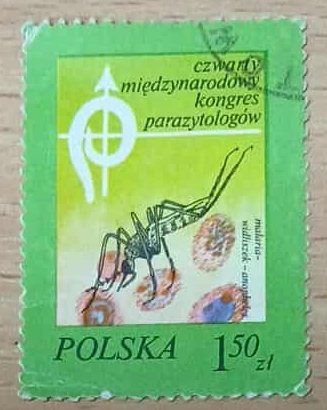 czwarty
międzynarodowy
kongres
parazytologów
malaria-
widliszek - anopheles
POLSKA 1 50 zł